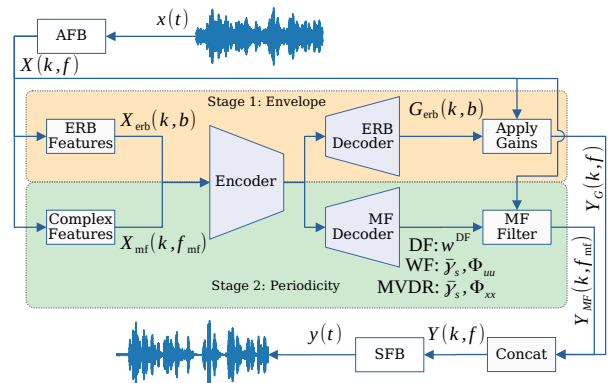 AFB
x(t)
X(k,f)
Stage 1: Envelope
ERB
Features
X_erb(k,b)
ERB
Decoder
G_erb(k,b)
Apply
Gains
Encoder
Y_G(k,f)
Complex
Features
X_mf(k,f_mf)
MF
Decoder
MF
Filter
DF: w^DF
WF: γ̄_s, Φ_uu
MVDR: γ̄_s, Φ_xx
Stage 2: Periodicity
Y_MF(k,f_mf)
y(t)
SFB
Y(k,f)
Concat